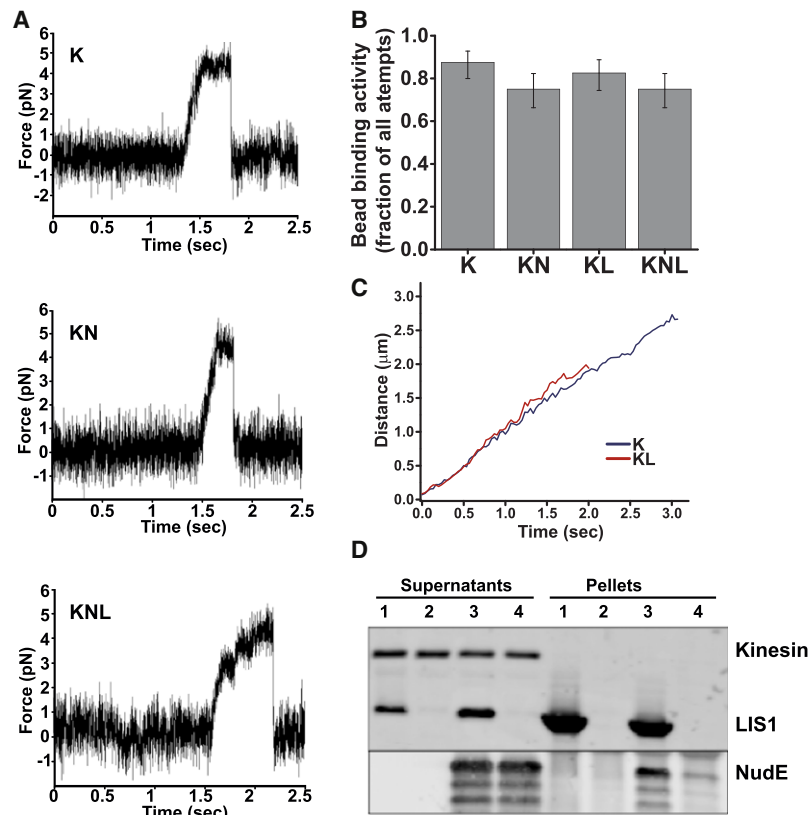 A
K
Force (pN)
6
5
4
3
2
1
0
-1
-2
0 0.5 1 1.5 2 2.5
Time (sec)
KN
Force (pN)
6
5
4
3
2
1
0
-1
0 0.5 1 1.5 2 2.5
Time (sec)
KNL
Force (pN)
6
5
4
3
2
1
0
-1
0 0.5 1 1.5 2 2.5
Time (sec)
B
Bead binding activity
(fraction of all atempts)
1.0
0.8
0.6
0.4
0.2
0.0
K KN KL KNL
C
Distance (μm)
3.0
2.5
2.0
1.5
1.0
0.5
0.0
K
KL
0.0 0.5 1.0 1.5 2.0 2.5 3.0
Time (sec)
D
Supernatants Pellets
1 2 3 4 1 2 3 4
Kinesin
LIS1
NudE